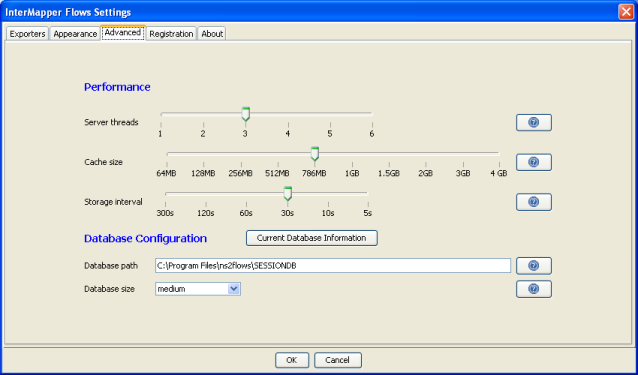 InterMapper Flows Settings
Exporters Appearance Advanced Registration About
Performance
Server threads
1 2 3 4 5 6
Cache size
64MB 128MB 256MB 512MB 786MB 1GB 1.5GB 2GB 3GB 4 GB
Storage interval
300s 120s 60s 30s 10s 5s
Database Configuration Current Database Information
Database path C:\Program Files\ns2flows\SESSIONDB
Database size medium
OK Cancel